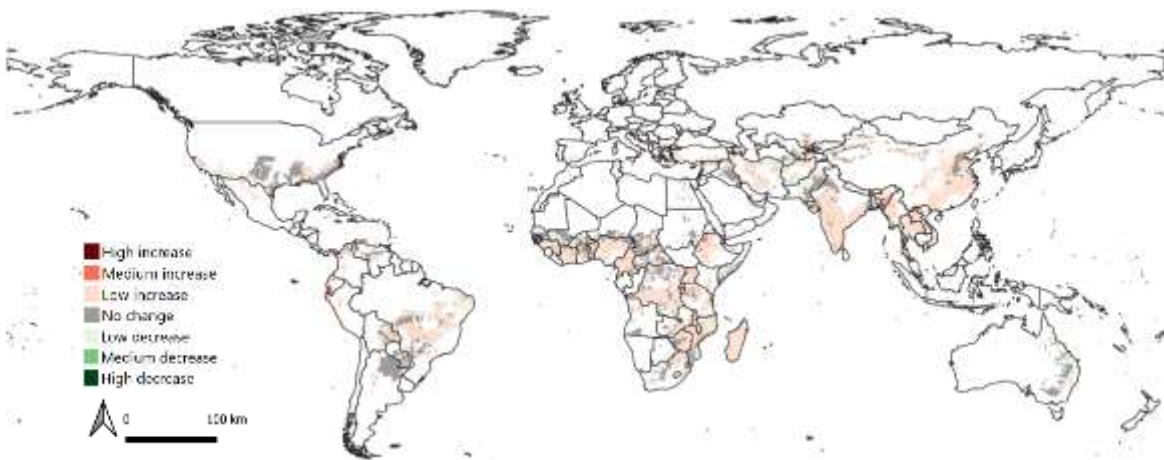 High increase
Medium increase
Low increase
No change
Low decrease
Medium decrease
High decrease
0 100 km